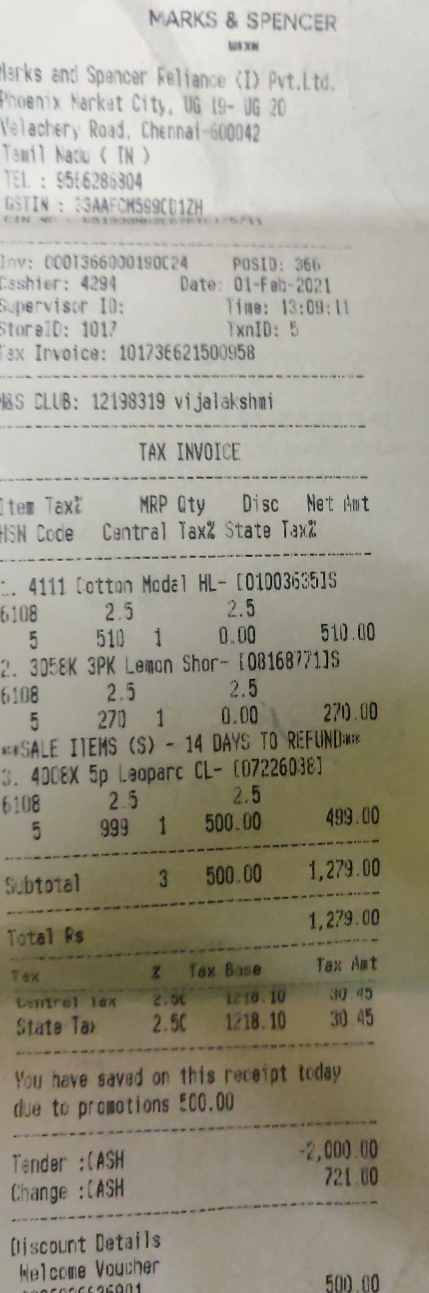 MARKS & SPENCER
LONDON
Marks and Spencer Reliance (I) Pvt.Ltd.
Phoenix Market City, UG 19- UG 20
Velachery Road, Chennai-600042
Tamil Nadu ( TN )
TEL : 9566286304
GSTIN : 33AAFCM5S9CD1ZH
Inv: 0001366000190C24 POSID: 366
Cashier: 4294 Date: 01-Feb-2021
Supervisor ID: Time: 13:09:11
StoreID: 1017 TxnID: 5
Tax Invoice: 101736621500958
M&S CLUB: 12198319 vijalakshmi
TAX INVOICE
Item Tax% MRP Qty Disc Net Amt
HSN Code Central Tax% State Tax%
1. 4111 Cotton Modal HL- [01003635]S
6108 2.5 2.5
5 510 1 0.00 510.00
2. 3058K 3PK Lemon Shor- [08168771]S
6108 2.5 2.5
5 270 1 0.00 270.00
**SALE ITEMS (S) - 14 DAYS TO REFUND**
3. 4008X 5p Leoparc CL- [07226038]
6108 2.5 2.5
5 999 1 500.00 499.00
Subtotal 3 500.00 1,279.00
Total Rs 1,279.00
Tax % Tax Base Tax Amt
Central Tax 2.50 1218.10 30.45
State Tax 2.50 1218.10 30.45
You have saved on this receipt today
due to promotions 500.00
Tender :CASH -2,000.00
Change :CASH 721.00
Discount Details
Welcome Voucher
500.00